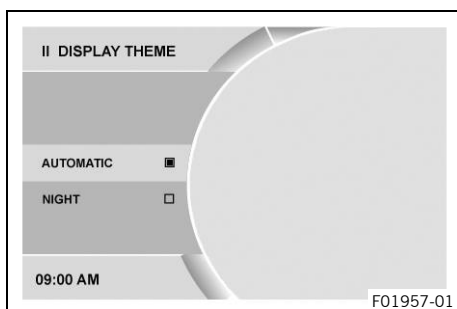 II DISPLAY THEME
AUTOMATIC
NIGHT
09:00 AM
F01957-01